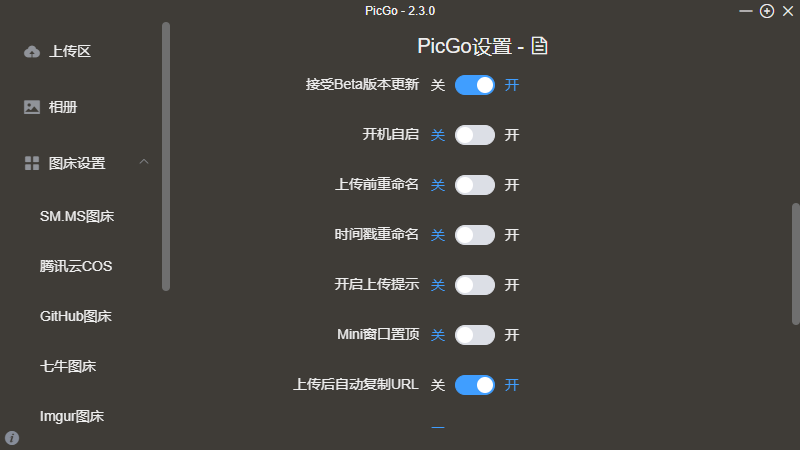 PicGo - 2.3.0
上传区
相册
图床设置
SM.MS图床
腾讯云COS
GitHub图床
七牛图床
Imgur图床
PicGo设置 -
接受Beta版本更新 关 开
开机自启 关 开
上传前重命名 关 开
时间戳重命名 关 开
开启上传提示 关 开
Mini窗口置顶 关 开
上传后自动复制URL 关 开